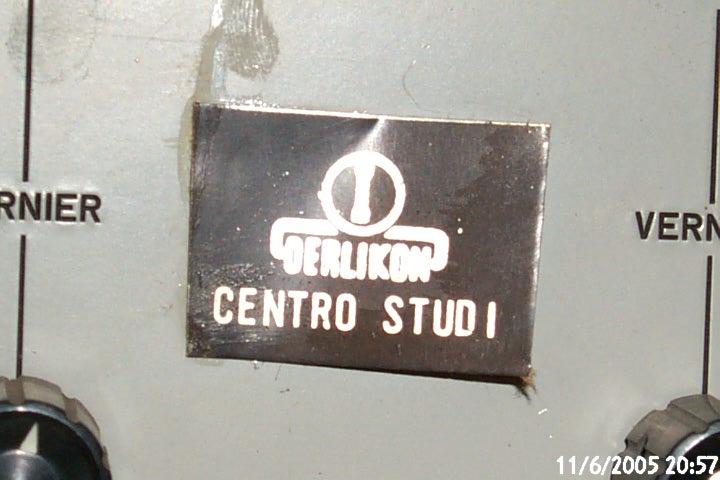 RNIER
VERN
OERLIKON
CENTRO STUDI
11/6/2005 20:57